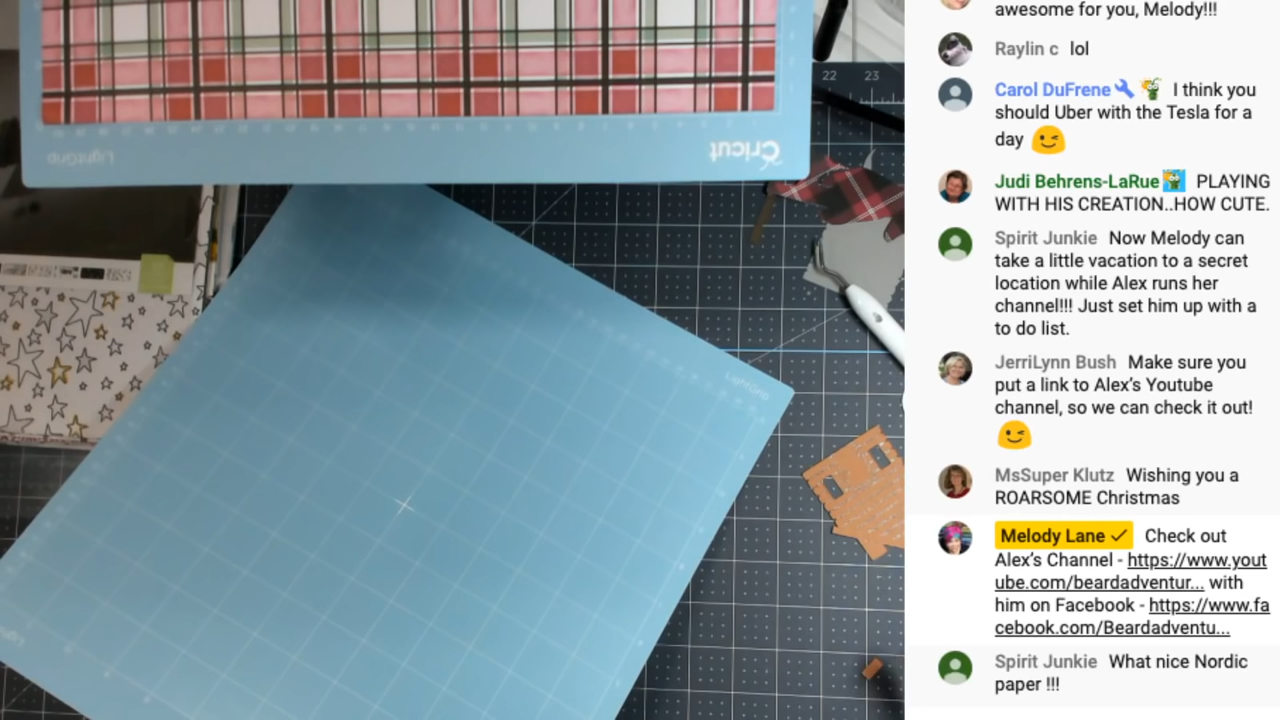 22 23
LightGrip
Cricut
LightGrip
awesome for you, Melody!!!
Raylin c lol
Carol DuFrene I think you
should Uber with the Tesla for a
day 😉
Judi Behrens-LaRue PLAYING
WITH HIS CREATION..HOW CUTE.
Spirit Junkie Now Melody can
take a little vacation to a secret
location while Alex runs her
channel!!! Just set him up with a
to do list.
JerriLynn Bush Make sure you
put a link to Alex’s Youtube
channel, so we can check it out!
😉
MsSuper Klutz Wishing you a
ROARSOME Christmas
Melody Lane ✓ Check out
Alex’s Channel - https://www.yout
ube.com/beardadventur... with
him on Facebook - https://www.fa
cebook.com/Beardadventu...
Spirit Junkie What nice Nordic
paper !!!